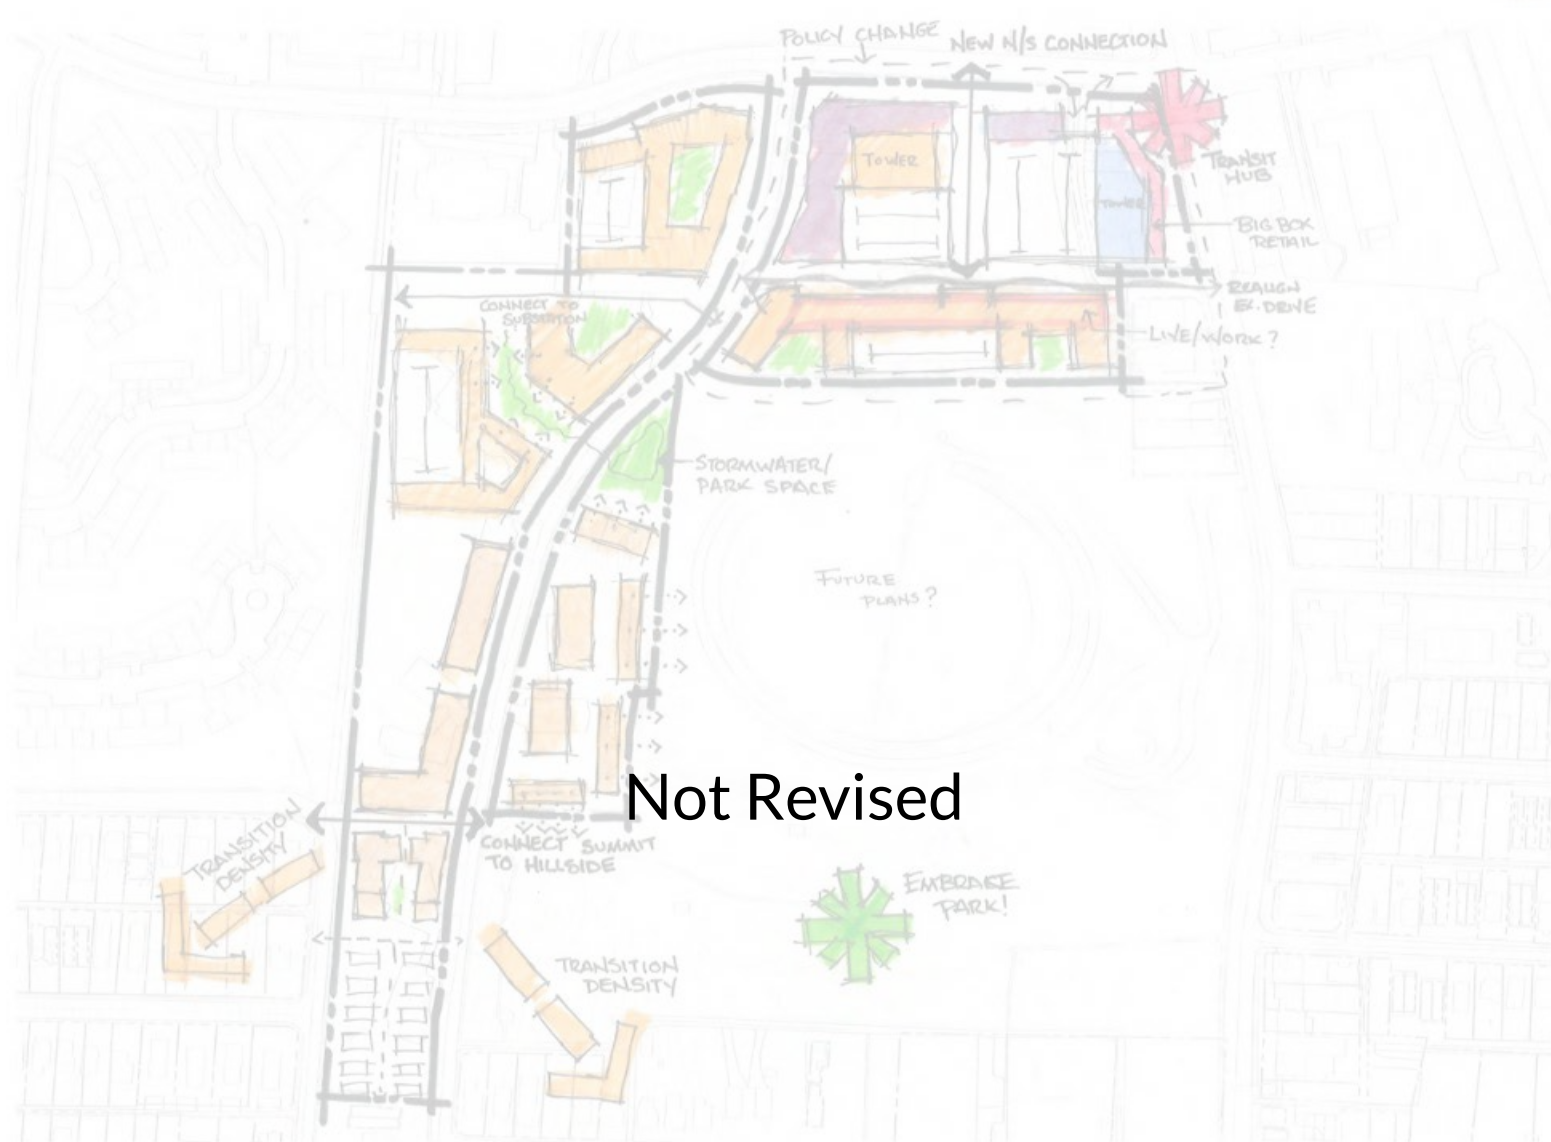 POLICY CHANGE
NEW N/S CONNECTION
TOWER
TOWER
TRANSIT
HUB
BIG BOX
RETAIL
REALIGN
EC. DRIVE
LIVE/WORK?
CONNECT TO
SUBSTATION
STORMWATER/
PARK SPACE
FUTURE
PLANS?
Not Revised
TRANSITION
DENSITY
CONNECT SUMMIT
TO HILLSIDE
EMBRACE
PARK!
TRANSITION
DENSITY